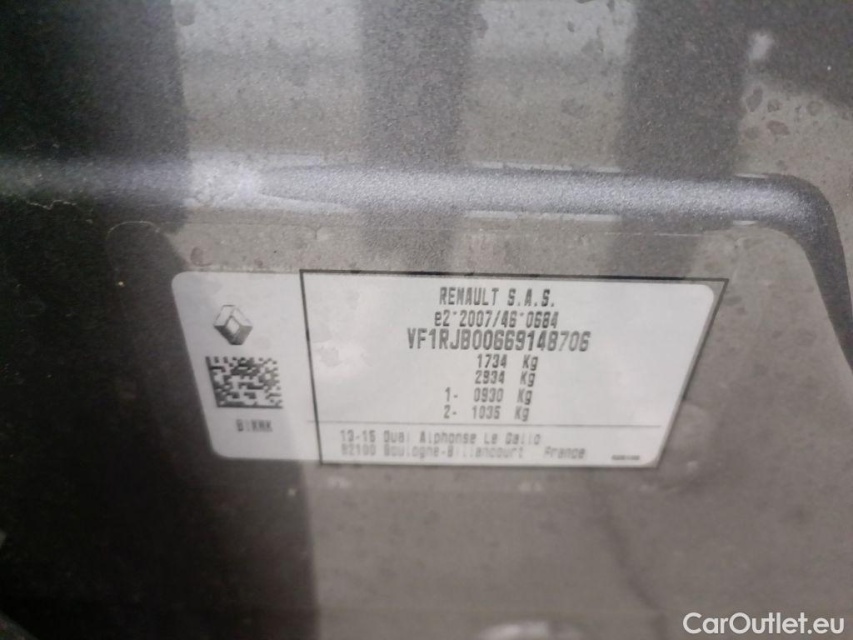 RENAULT S.A.S.
e2*2007/46*0684
VF1RJB00669148706
1734 Kg
2934 Kg
1- 0930 Kg
2- 1035 Kg
13-15 Quai Alphonse Le Gallo
92100 Boulogne-Billancourt France
CarOutlet.eu